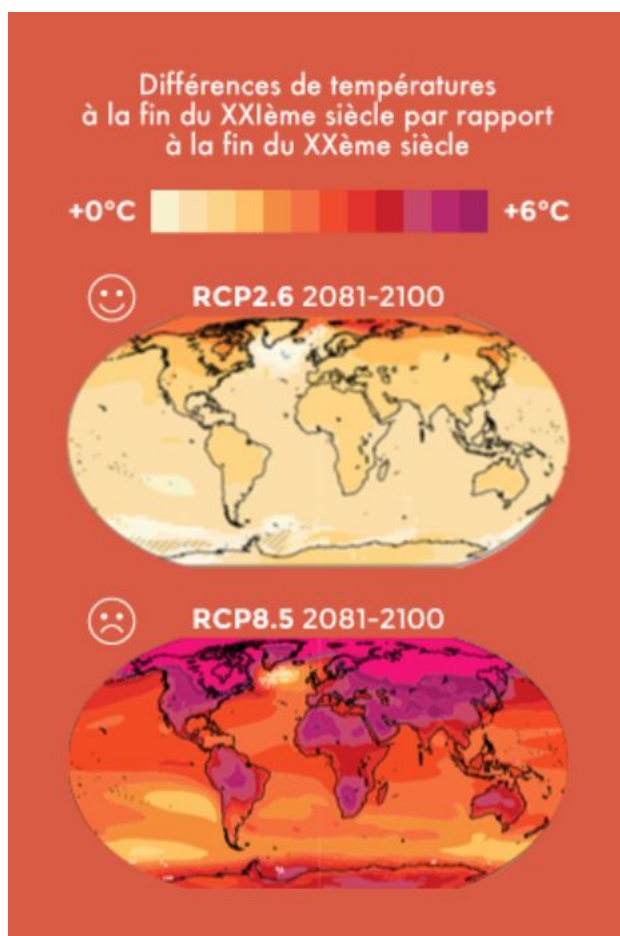 Différences de températures
à la fin du XXIème siècle par rapport
à la fin du XXème siècle
+0°C +6°C
RCP2.6 2081-2100
RCP8.5 2081-2100